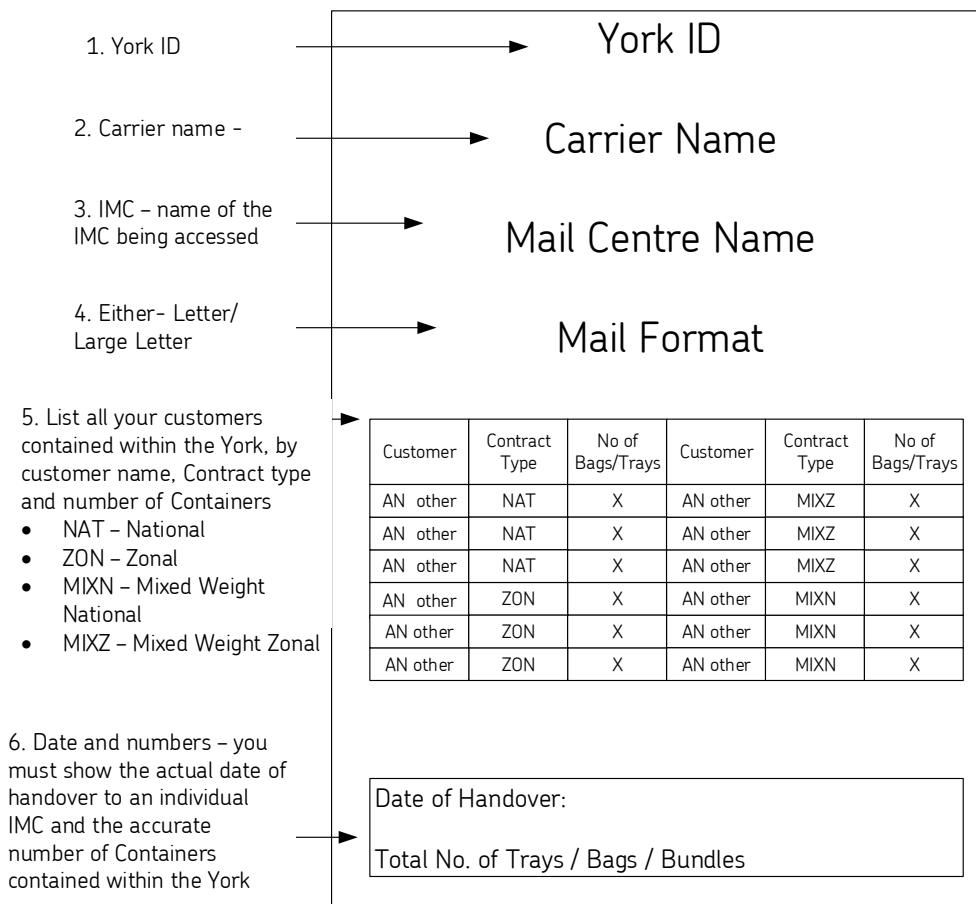 1. York ID
York ID
2. Carrier name -
Carrier Name
3. IMC – name of the
IMC being accessed
Mail Centre Name
4. Either- Letter/
Large Letter
Mail Format
5. List all your customers
contained within the York, by
customer name, Contract type
and number of Containers
• NAT – National
• ZON – Zonal
• MIXN – Mixed Weight
National
• MIXZ – Mixed Weight Zonal
Customer Contract Type No of Bags/Trays Customer Contract Type No of Bags/Trays
AN other NAT X AN other MIXZ X
AN other NAT X AN other MIXZ X
AN other NAT X AN other MIXZ X
AN other ZON X AN other MIXN X
AN other ZON X AN other MIXN X
AN other ZON X AN other MIXN X
6. Date and numbers – you
must show the actual date of
handover to an individual
IMC and the accurate
number of Containers
contained within the York
Date of Handover:
Total No. of Trays / Bags / Bundles